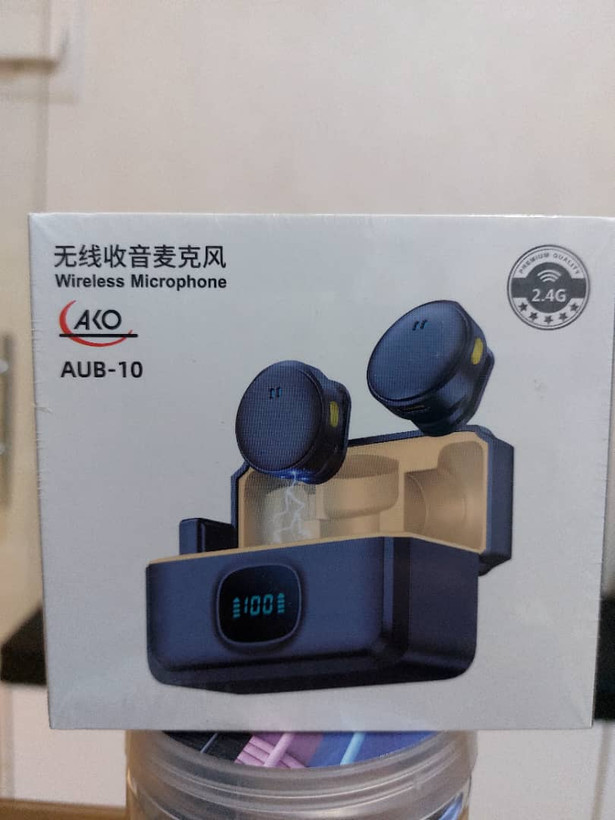 无线收音麦克风
Wireless Microphone
AKO
AUB-10
PREMIUM QUALITY
2.4G
100